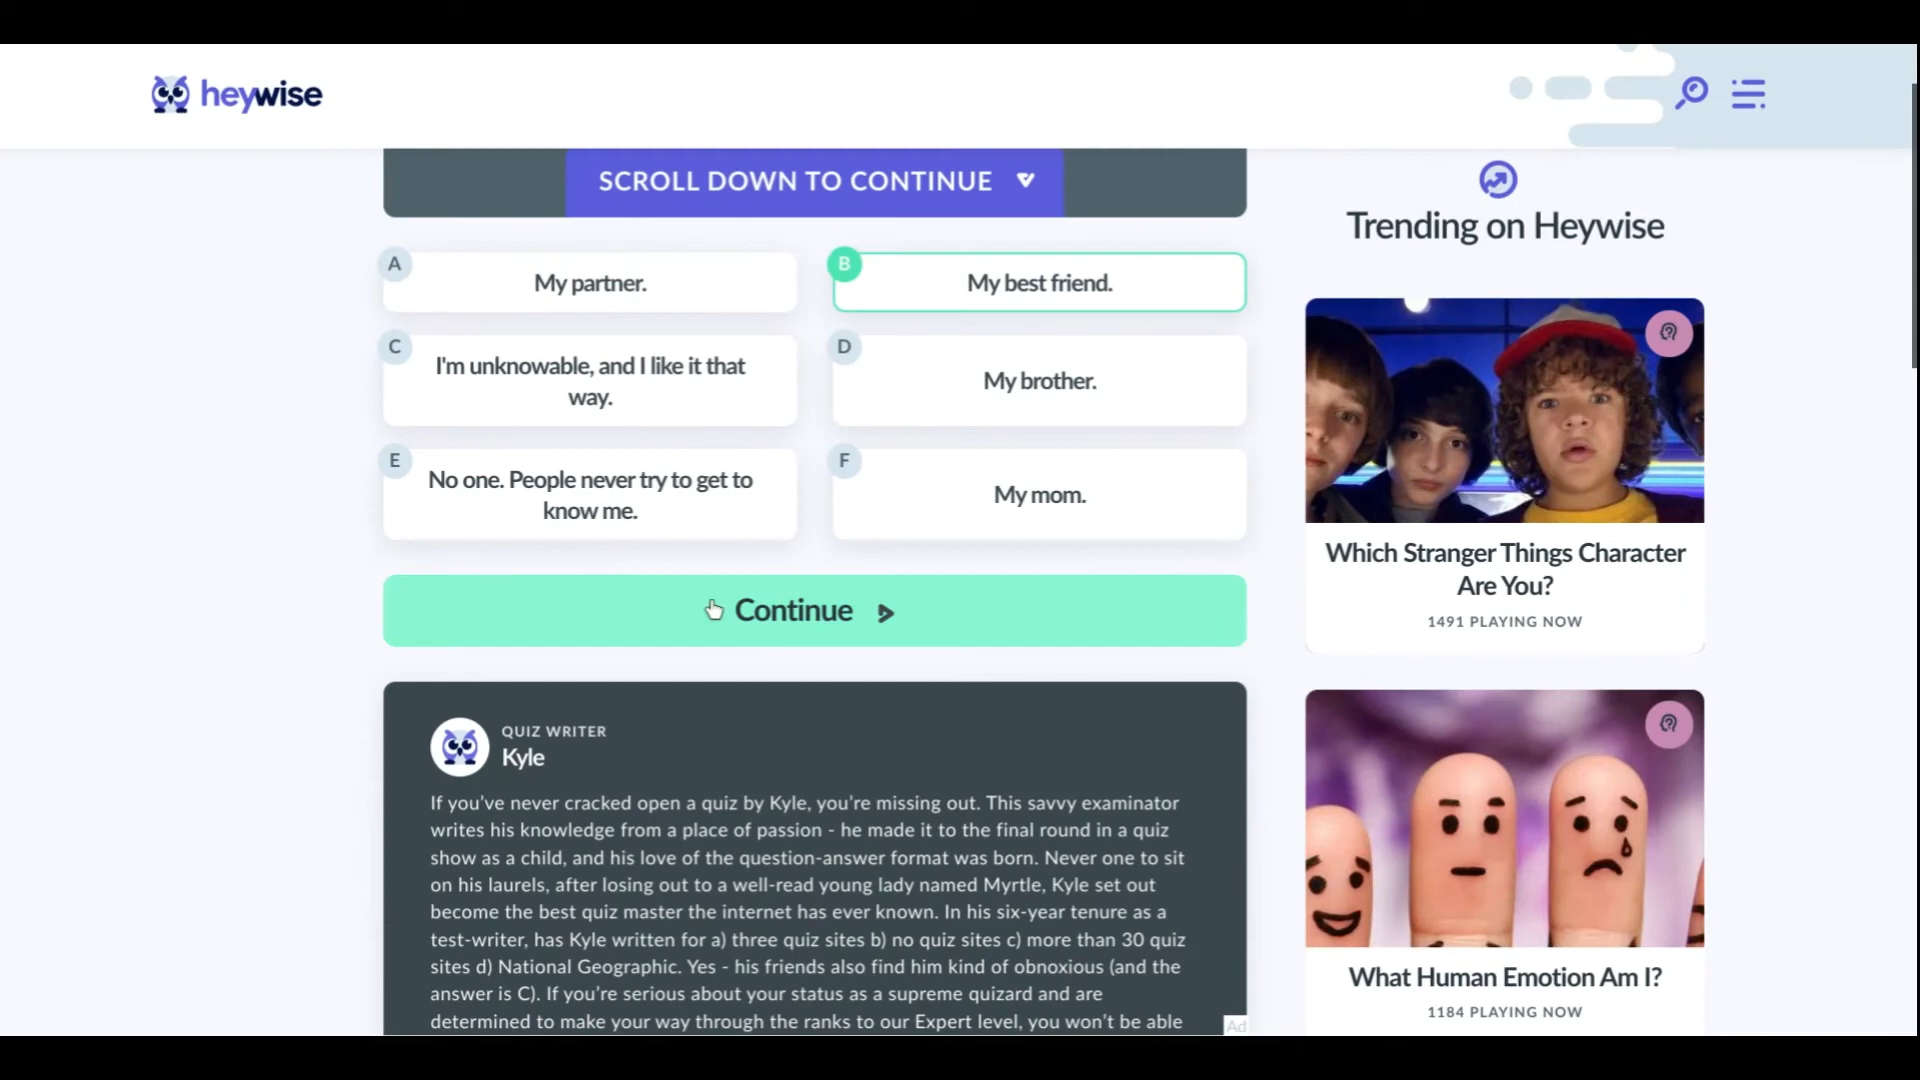 heywise
SCROLL DOWN TO CONTINUE
A
My partner.
B
My best friend.
C
I'm unknowable, and I like it that
way.
D
My brother.
E
No one. People never try to get to
know me.
F
My mom.
Continue
QUIZ WRITER
Kyle
If you've never cracked open a quiz by Kyle, you're missing out. This savvy examinator
writes his knowledge from a place of passion - he made it to the final round in a quiz
show as a child, and his love of the question-answer format was born. Never one to sit
on his laurels, after losing out to a well-read young lady named Myrtle, Kyle set out
become the best quiz master the internet has ever known. In his six-year tenure as a
test-writer, has Kyle written for a) three quiz sites b) no quiz sites c) more than 30 quiz
sites d) National Geographic. Yes - his friends also find him kind of obnoxious (and the
answer is C). If you're serious about your status as a supreme quizard and are
determined to make your way through the ranks to our Expert level, you won't be able
Ad
Trending on Heywise
Which Stranger Things Character
Are You?
1491 PLAYING NOW
What Human Emotion Am I?
1184 PLAYING NOW